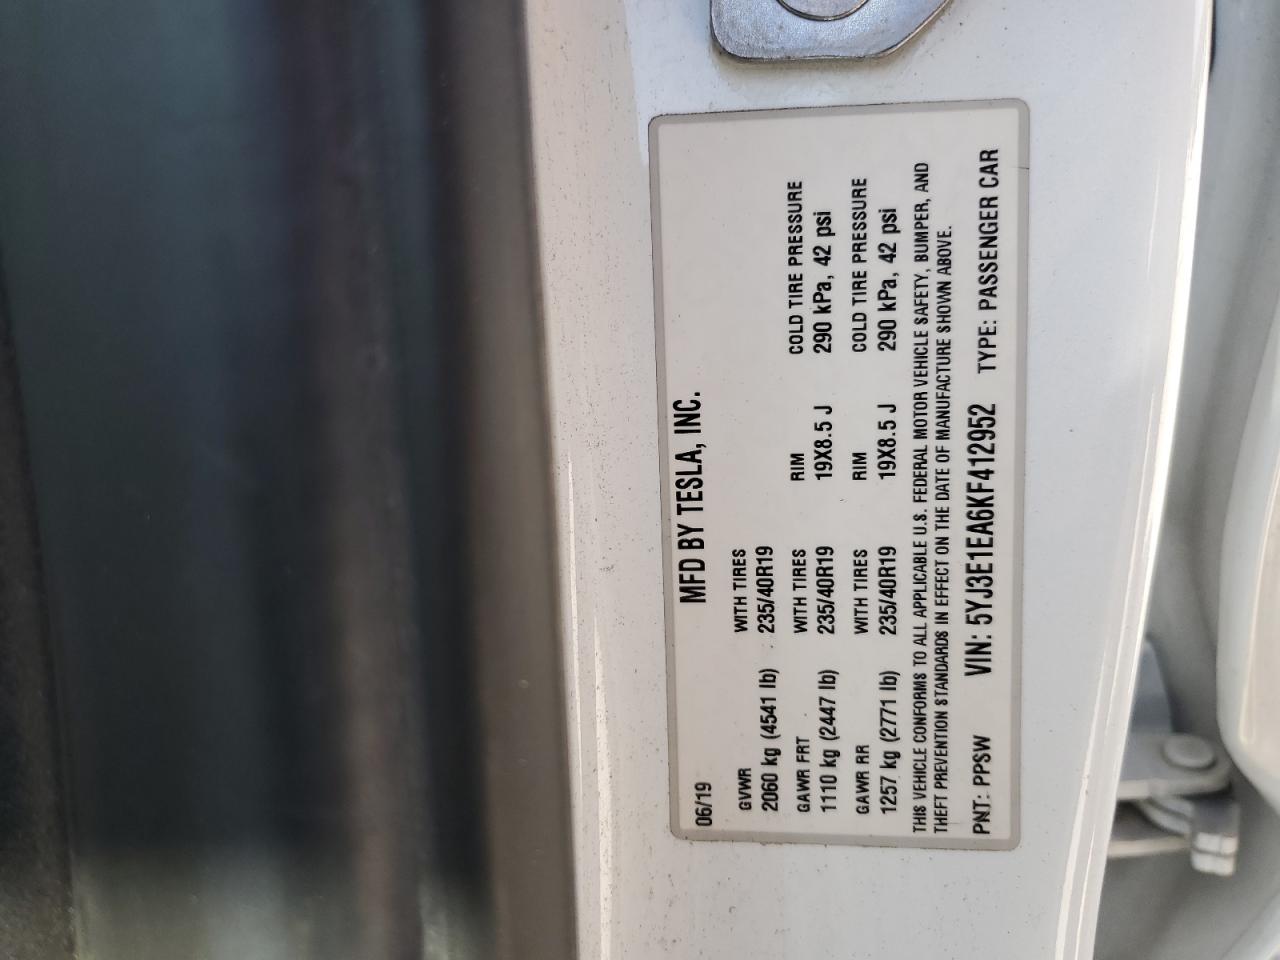 MFD BY TESLA, INC.
06/19
GVWR WITH TIRES
2060 kg (4541 lb) 235/40R19
GAWR FRT WITH TIRES RIM COLD TIRE PRESSURE
1110 kg (2447 lb) 235/40R19 19X8.5 J 290 kPa, 42 psi
GAWR RR WITH TIRES RIM COLD TIRE PRESSURE
1257 kg (2771 lb) 235/40R19 19X8.5 J 290 kPa, 42 psi
THIS VEHICLE CONFORMS TO ALL APPLICABLE U.S. FEDERAL MOTOR VEHICLE SAFETY, BUMPER, AND
THEFT PREVENTION STANDARDS IN EFFECT ON THE DATE OF MANUFACTURE SHOWN ABOVE.
PNT: PPSW VIN: 5YJ3E1EA6KF412952 TYPE: PASSENGER CAR